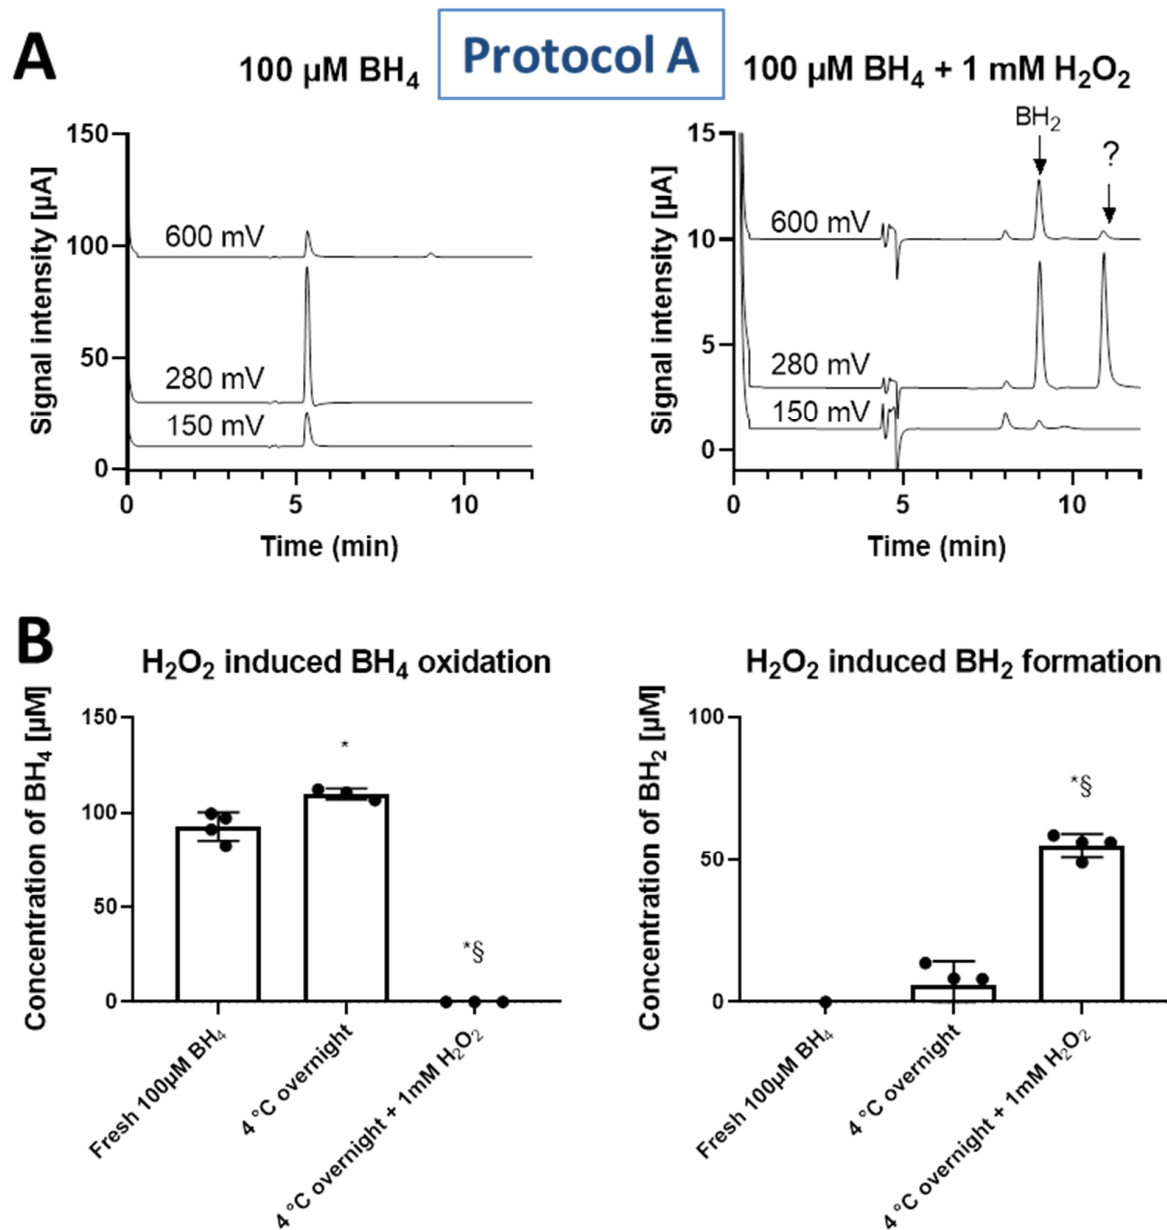 A
Protocol A
100 µM BH₄
100 µM BH₄ + 1 mM H₂O₂
Signal intensity [µA]
150
100
50
0
600 mV
280 mV
150 mV
0
5
10
Time (min)
Signal intensity [µA]
15
10
5
0
BH₂
?
600 mV
280 mV
150 mV
0
5
10
Time (min)
B
H₂O₂ induced BH₄ oxidation
Concentration of BH₄ [µM]
150
100
50
0
*
*§
Fresh 100µM BH₄
4 °C overnight
4 °C overnight + 1mM H₂O₂
H₂O₂ induced BH₂ formation
Concentration of BH₂ [µM]
100
50
0
*§
Fresh 100µM BH₄
4 °C overnight
4 °C overnight + 1mM H₂O₂